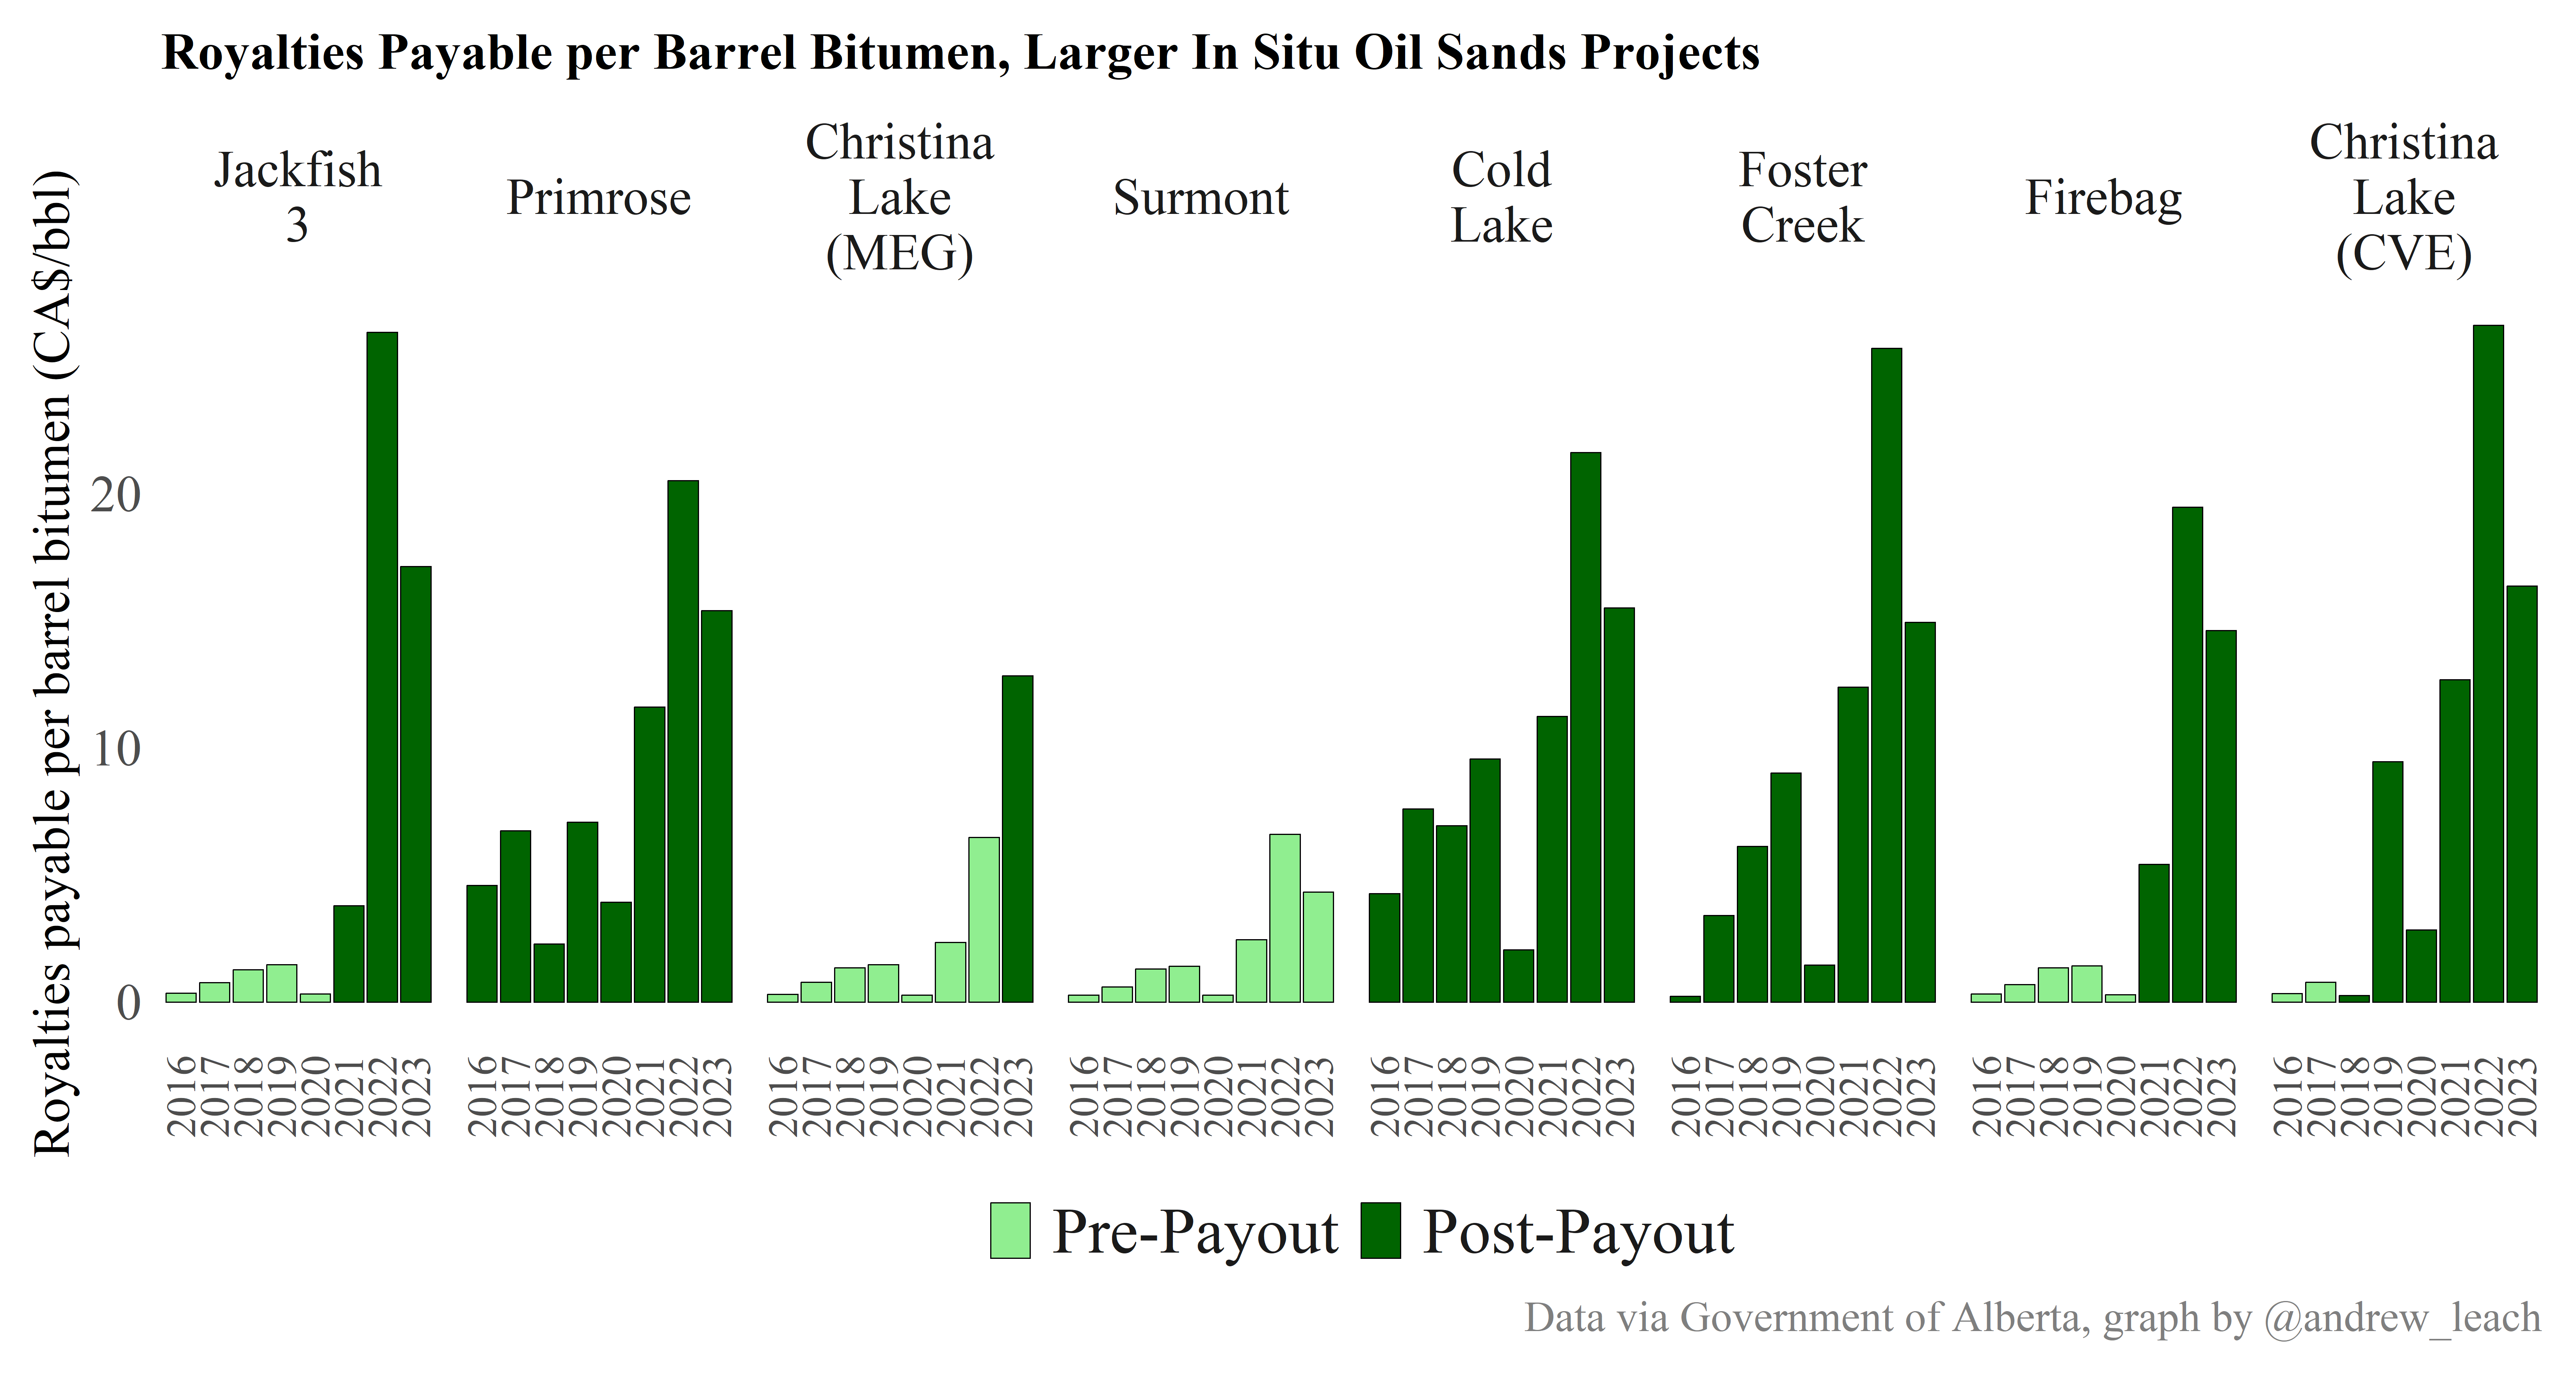 Royalties Payable per Barrel Bitumen, Larger In Situ Oil Sands Projects
Royalties payable per barrel bitumen (CA$/bbl)
Jackfish
3
Primrose
Christina
Lake
(MEG)
Surmont
Cold
Lake
Foster
Creek
Firebag
Christina
Lake
(CVE)
20
10
0
2016 2017 2018 2019 2020 2021 2022 2023
2016 2017 2018 2019 2020 2021 2022 2023
2016 2017 2018 2019 2020 2021 2022 2023
2016 2017 2018 2019 2020 2021 2022 2023
2016 2017 2018 2019 2020 2021 2022 2023
2016 2017 2018 2019 2020 2021 2022 2023
2016 2017 2018 2019 2020 2021 2022 2023
2016 2017 2018 2019 2020 2021 2022 2023
Pre-Payout Post-Payout
Data via Government of Alberta, graph by @andrew_leach